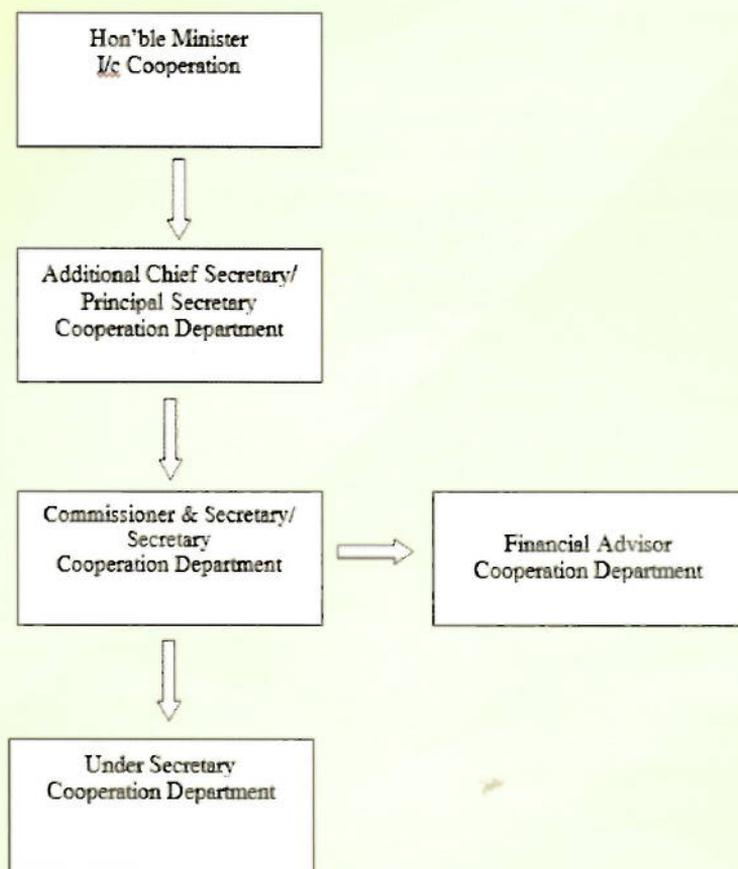 Hon'ble Minister
I/c Cooperation
Additional Chief Secretary/
Principal Secretary
Cooperation Department
Commissioner & Secretary/
Secretary
Cooperation Department
Financial Advisor
Cooperation Department
Under Secretary
Cooperation Department